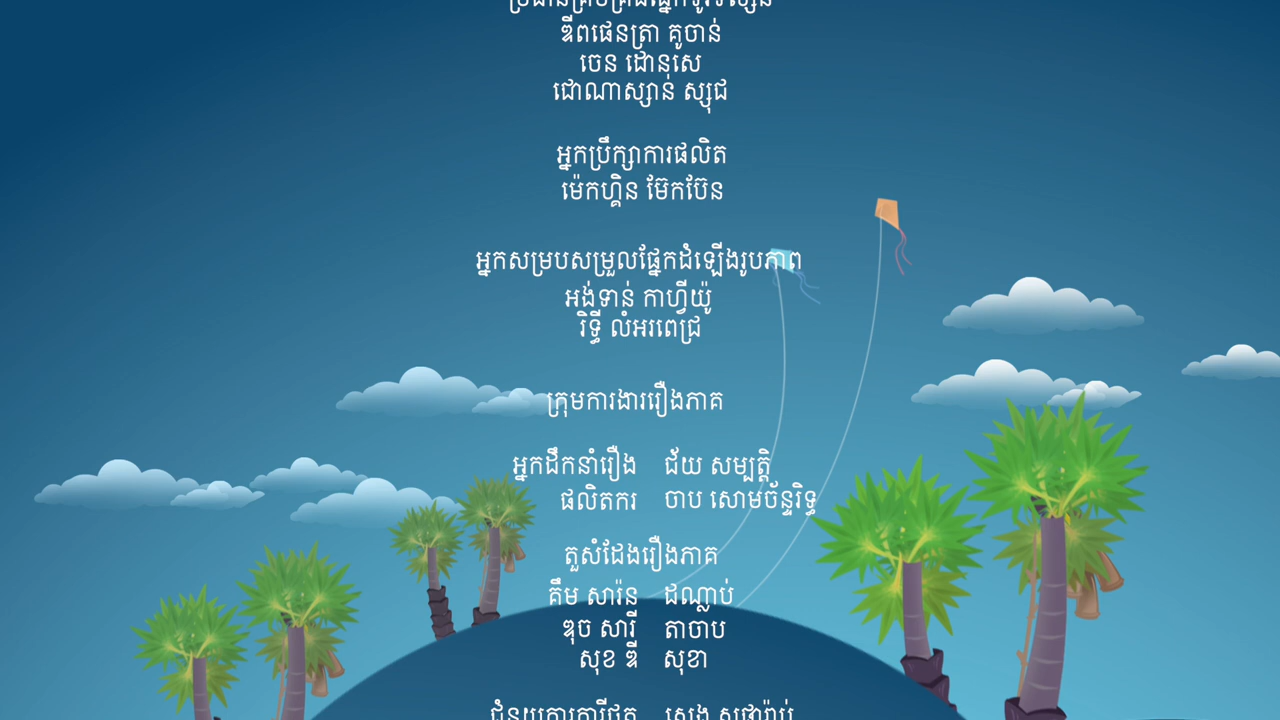 ឌីពផេនត្រា គូចាន់
ចេន ដោនសេ
ជោណាស្សាន់ ស្សុជ
អ្នកប្រឹក្សាការផលិត
ម៉េកហ្គិន ម៊ែកប៊ែន
អ្នកសម្របសម្រួលផ្នែកដំឡើងរូបភាព
អង់ទាន់ កាហ្វីយ៉ូ
រិទ្ធី លំអរពេជ្រ
ក្រុមការងាររឿងភាគ
អ្នកដឹកនាំរឿង ជ័យ សម្បត្តិ
ផលិតករ ចាប សោមច័ន្ទរិទ្ធ
តួសំដែងរឿងភាគ
គឹម សារ៉ន ដណ្ដាប់
ឌុច សារី តាចាប
សុខ ឌី សុខា